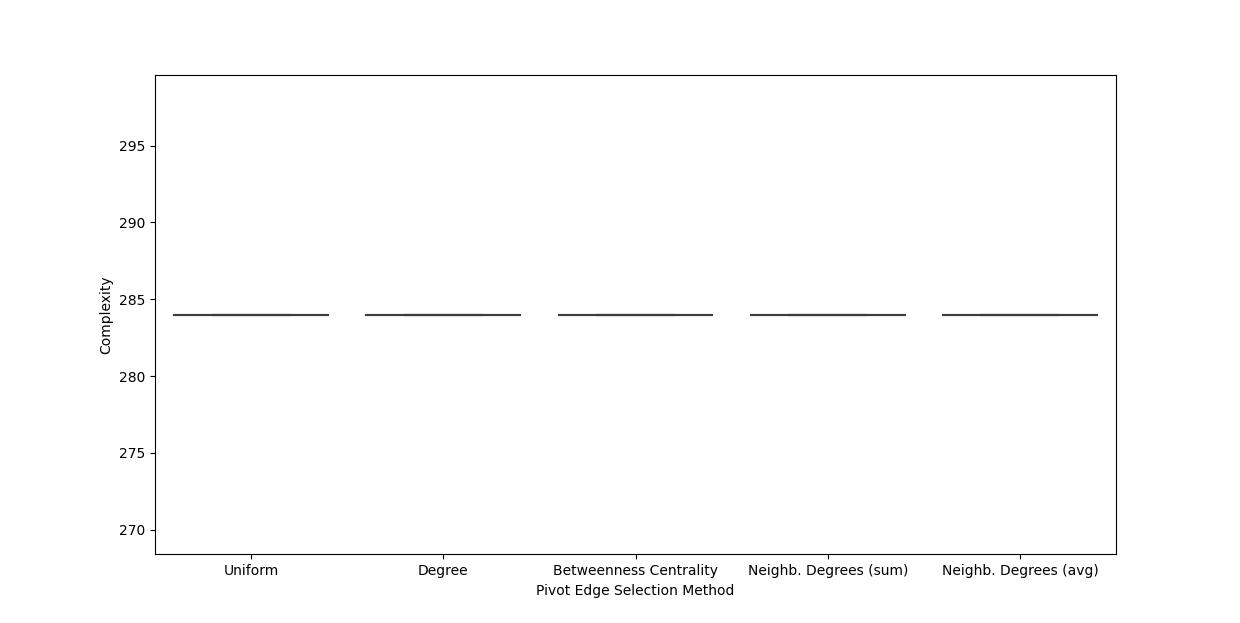 295
290
285
280
275
270
Complexity
Uniform
Degree
Betweenness Centrality
Neighb. Degrees (sum)
Neighb. Degrees (avg)
Pivot Edge Selection Method